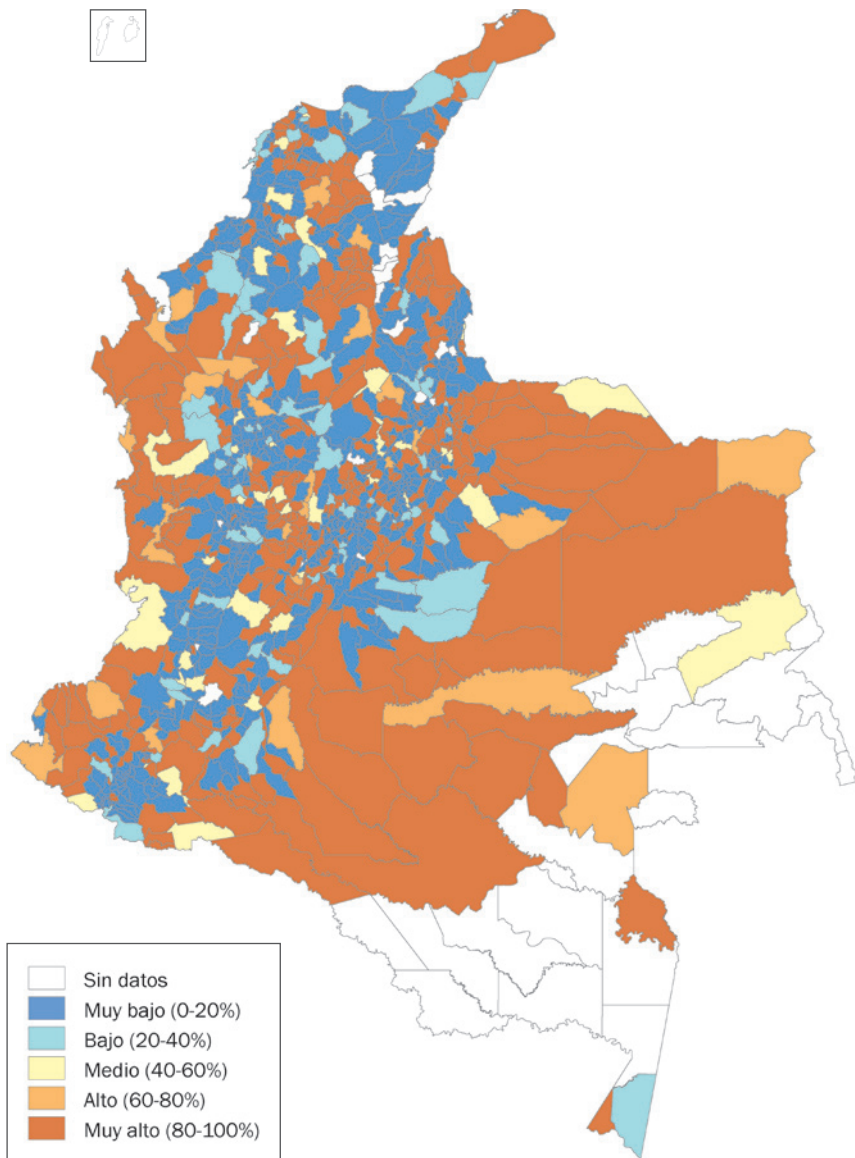 Sin datos
Muy bajo (0-20%)
Bajo (20-40%)
Medio (40-60%)
Alto (60-80%)
Muy alto (80-100%)